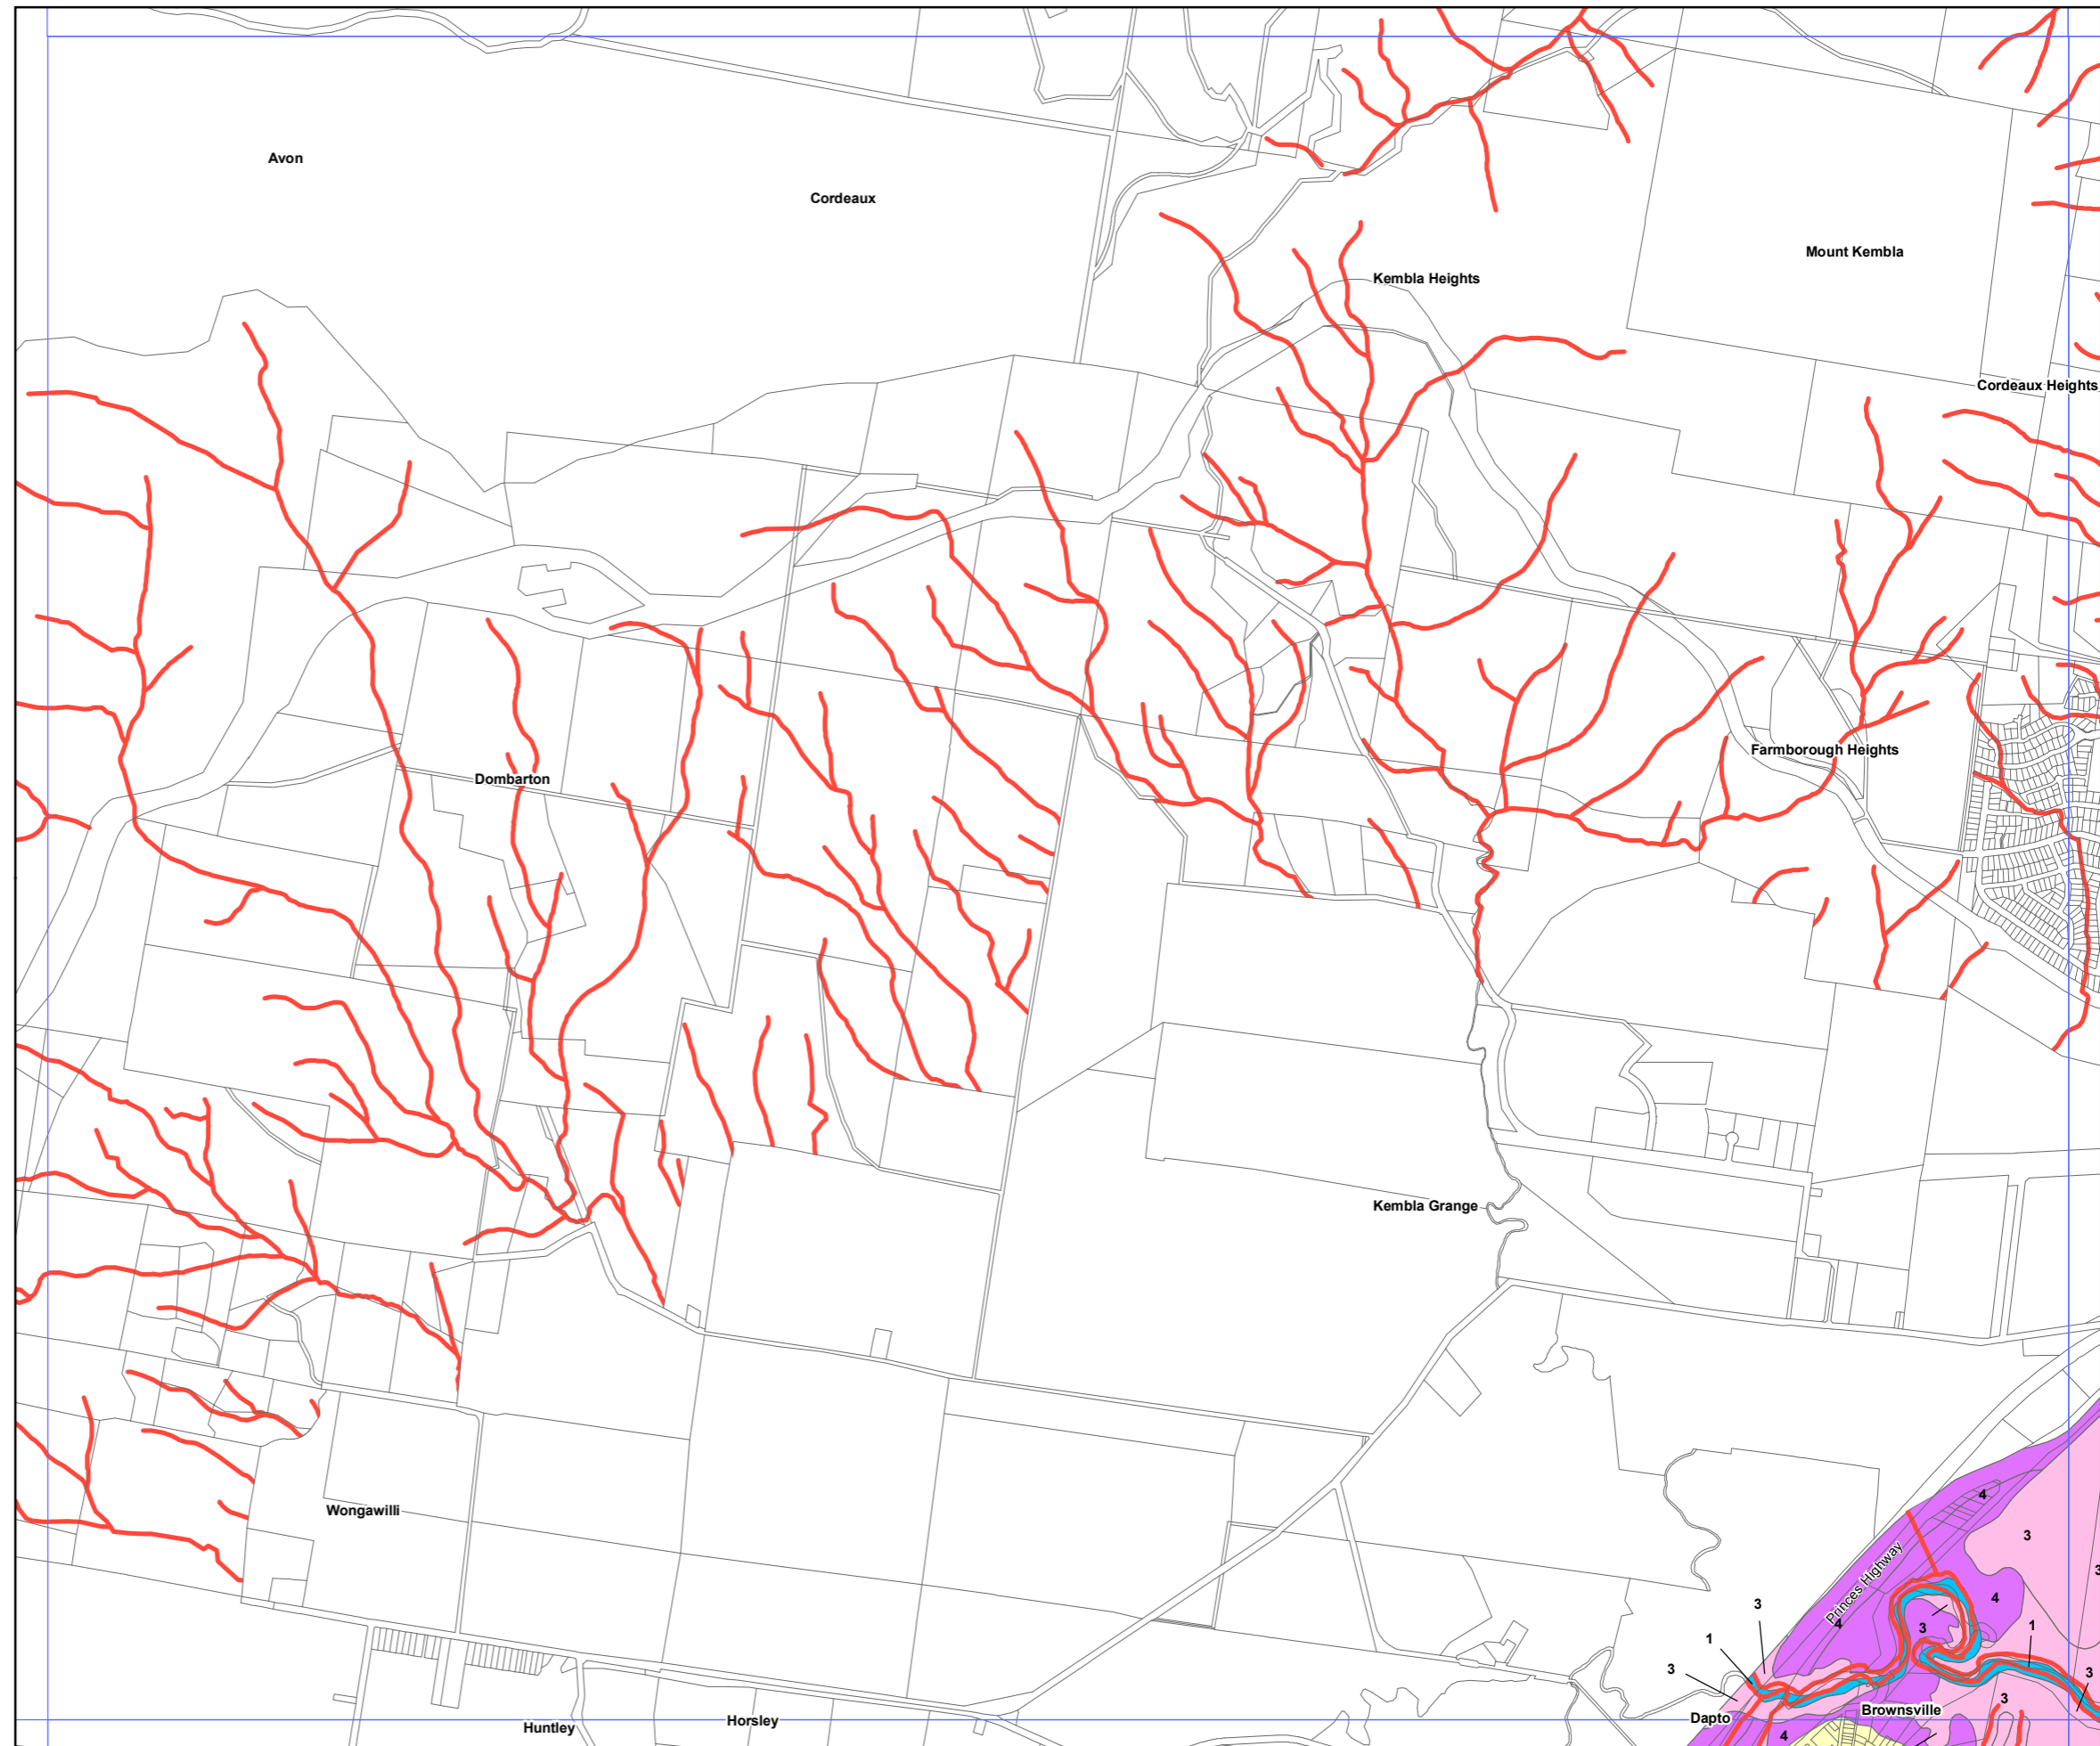 Avon
Cordeaux
Mount Kembla
Kembla Heights
Cordeaux Heights
Farmborough Heights
Dombarton
Kembla Grange
4
Wongawilli
3
3
Princes Highway
4
3
4
3
1
1
3
3
3
Brownsville
Dapto
Horsley
Huntley
4